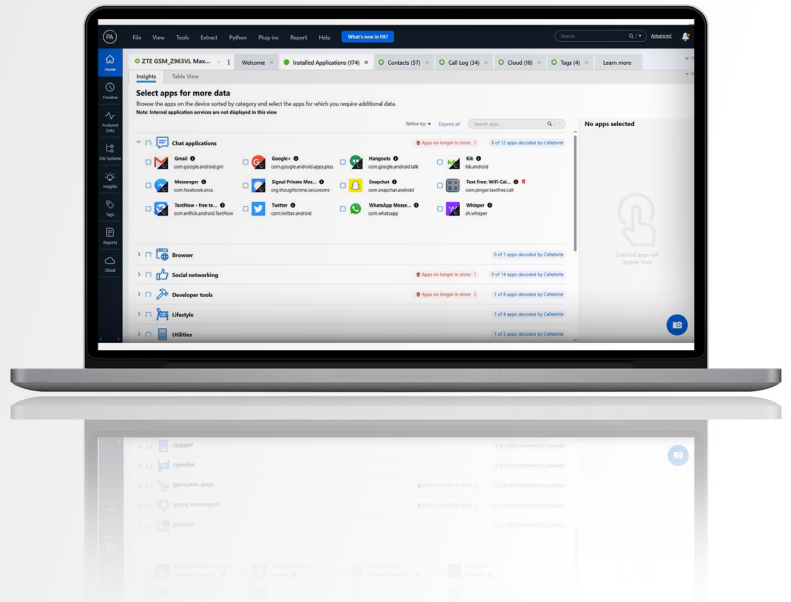 PA File View Tools Extract Python Plug-ins Report Help What's new in PA? Search Advanced
ZTE GSM_Z963VL Max... Welcome × Installed Applications (174) × Contacts (57) × Call Log (34) × Cloud (18) × Tags (4) × Learn more
Home
Timeline
Analyzed
Data
File Systems
Insights
Tags
Reports
Cloud
Insights Table View
Select apps for more data
Browse the apps on the device sorted by category and select the apps for which you require additional data.
Note: Internal application services are not displayed in this view
Refine by: Expand all Search apps
No apps selected
Chat applications Apps no longer in store: 1 8 of 12 apps decoded by Cellebrite
Gmail Google+ Hangouts Kik
com.google.android.gm com.google.android.apps.plus com.google.android.talk kik.android
Messenger Signal Private Mes... Snapchat Text Free: WiFi Cal...
com.facebook.orca org.thoughtcrime.securesms com.snapchat.android com.pinger.textfree.call
TextNow - free te... Twitter WhatsApp Messe... Whisper
com.enflick.android.TextNow com.twitter.android com.whatsapp sh.whisper
Browser 0 of 1 apps decoded by Cellebrite
Selected apps will
appear here
Social networking Apps no longer in store: 1 9 of 14 apps decoded by Cellebrite
Developer tools Apps no longer in store: 2 1 of 8 apps decoded by Cellebrite
Lifestyle 1 of 4 apps decoded by Cellebrite
Utilities 1 of 3 apps decoded by Cellebrite